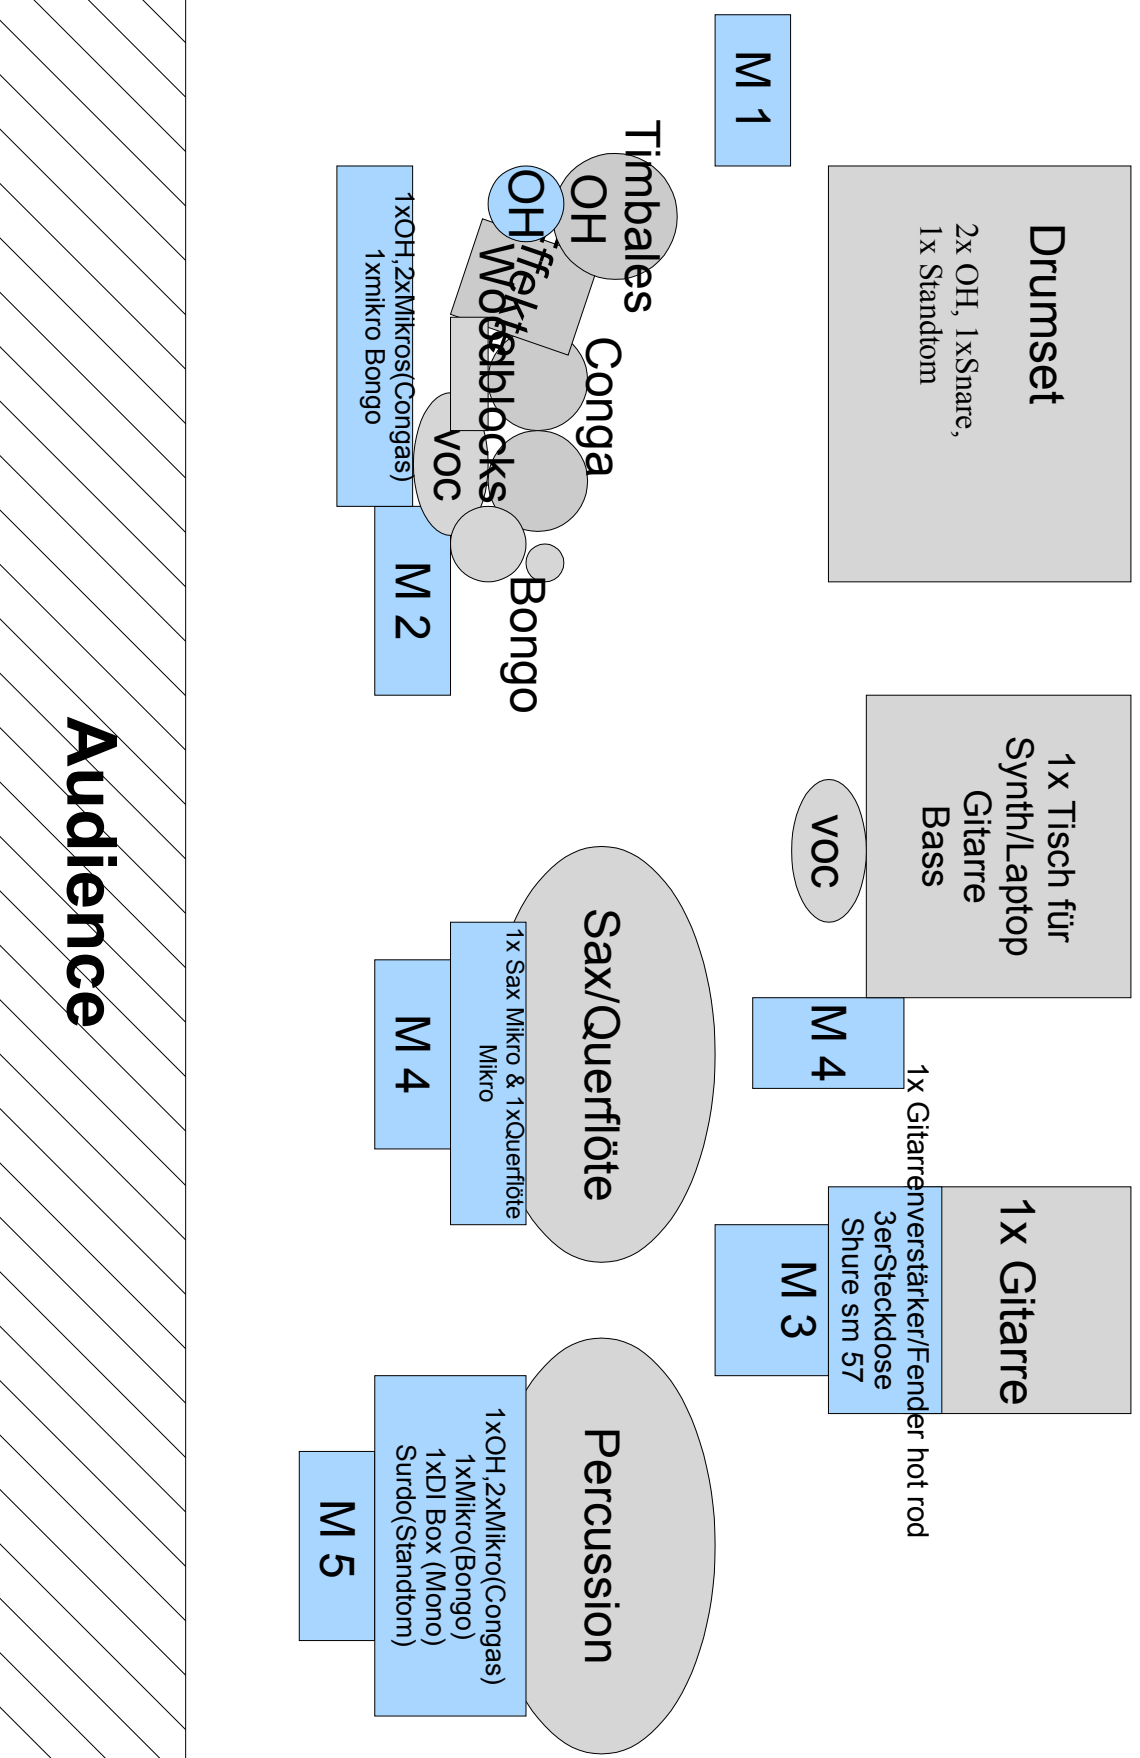 Drumset
2x OH, 1xSnare,
1x Standtom
1x Tisch für
Synth/Laptop
Gitarre
Bass
voc
M 4
1x Gitarre
1x Gitarrenverstärker/Fender hot rod
3erSteckdose
Shure sm 57
M 3
M 1
Timbales
OH
OH
Conga
Woodblocks
voc
Bongo
1xOH,2xMikros(Congas)
1xmikro Bongo
M 2
Sax/Querflöte
1x Sax Mikro & 1xQuerflöte
Mikro
M 4
Percussion
1xOH,2xMikro(Congas)
1xMikro(Bongo)
1xDI Box (Mono)
Surdo(Standtom)
M 5
Audience